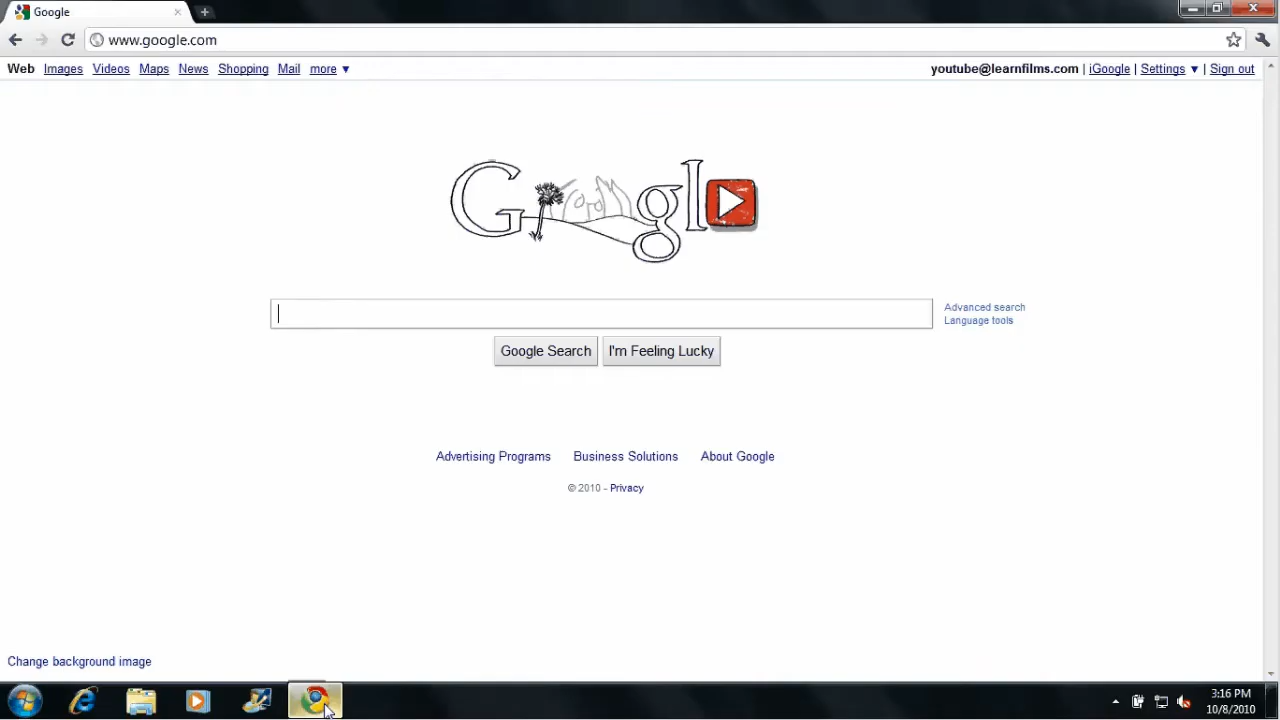 Google
www.google.com
Web Images Videos Maps News Shopping Mail more ▼
youtube@learnfilms.com | iGoogle | Settings ▼ | Sign out
Google
Advanced search
Language tools
Google Search I'm Feeling Lucky
Advertising Programs Business Solutions About Google
© 2010 - Privacy
Change background image
3:16 PM
10/8/2010